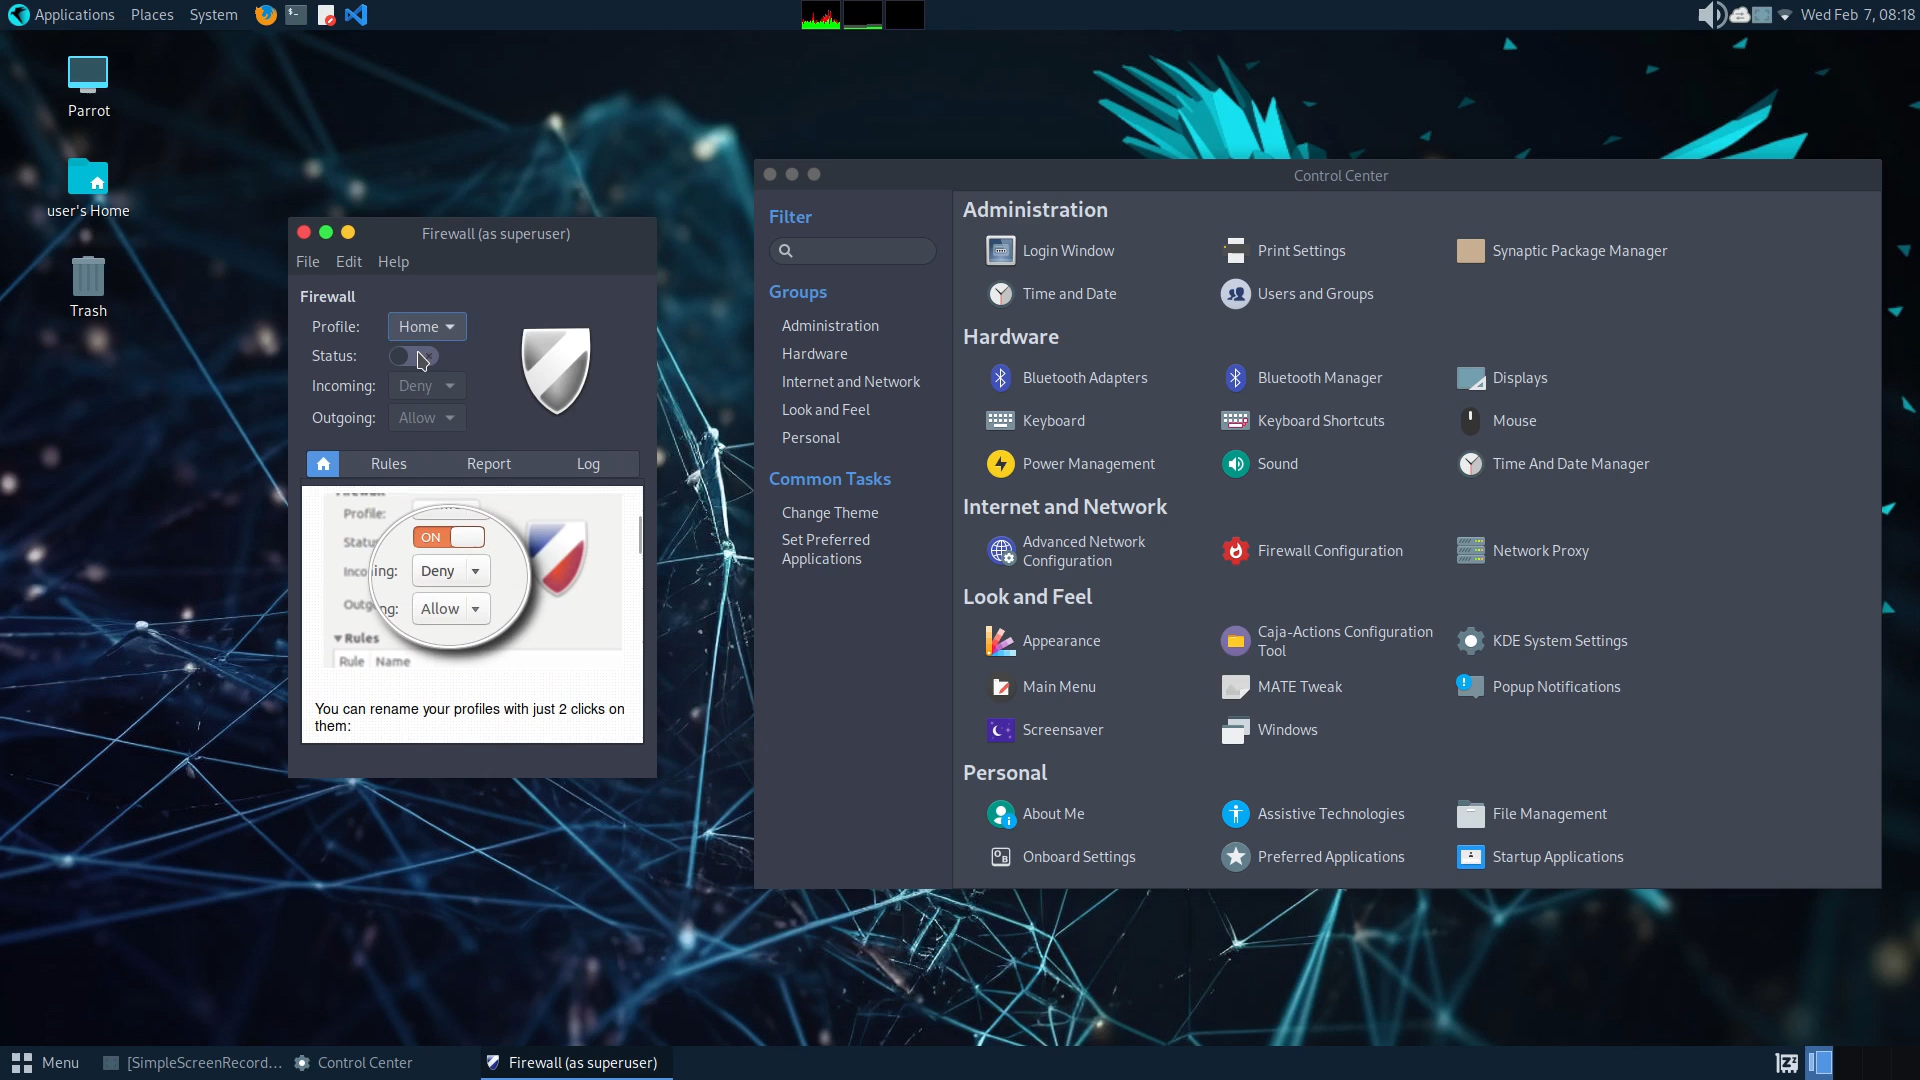 Applications Places System
Wed Feb 7, 08:18
Parrot
user's Home
Trash
Firewall (as superuser)
File Edit Help
Firewall
Profile: Home
Status:
Incoming: Deny
Outgoing: Allow
Rules Report Log
Profile:
ON
ing: Deny
ng: Allow
Rules
Rule Name
You can rename your profiles with just 2 clicks on
them:
Control Center
Filter
Groups
Administration
Hardware
Internet and Network
Look and Feel
Personal
Common Tasks
Change Theme
Set Preferred
Applications
Administration
Login Window Print Settings Synaptic Package Manager
Time and Date Users and Groups
Hardware
Bluetooth Adapters Bluetooth Manager Displays
Keyboard Keyboard Shortcuts Mouse
Power Management Sound Time And Date Manager
Internet and Network
Advanced Network
Configuration
Firewall Configuration Network Proxy
Look and Feel
Appearance
Caja-Actions Configuration
Tool
KDE System Settings
Main Menu MATE Tweak Popup Notifications
Screensaver Windows
Personal
About Me Assistive Technologies File Management
Onboard Settings Preferred Applications Startup Applications
Menu [SimpleScreenRecord... Control Center Firewall (as superuser)